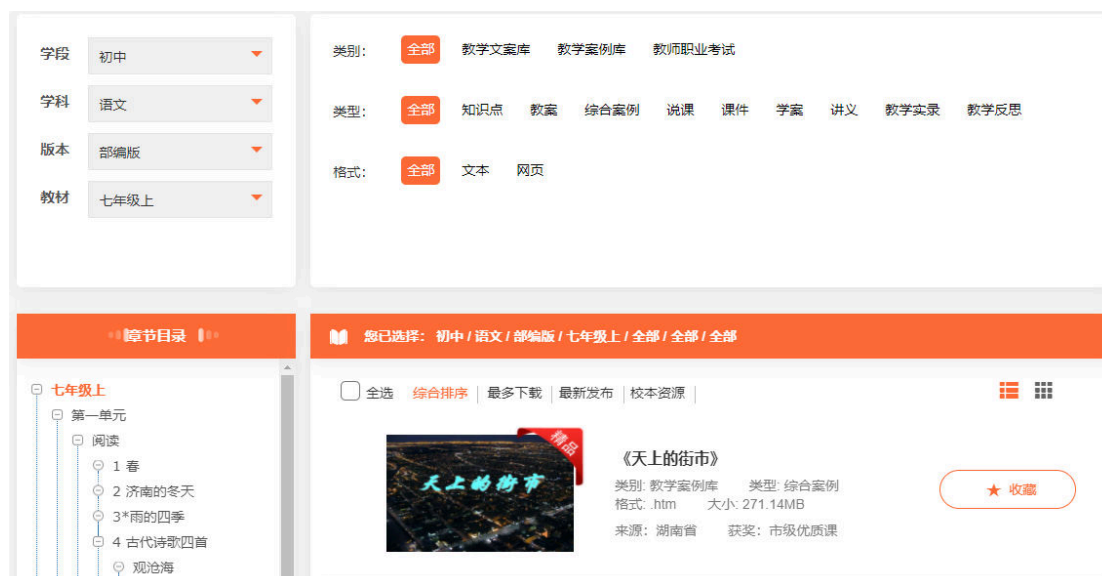 学段 初中
学科 语文
版本 部编版
教材 七年级上
类别: 全部 教学文案库 教学案例库 教师职业考试
类型: 全部 知识点 教案 综合案例 说课 课件 学案 讲义 教学实录 教学反思
格式: 全部 文本 网页
章节目录
七年级上
第一单元
阅读
1 春
2 济南的冬天
3*雨的四季
4 古代诗歌四首
观沧海
您已选择: 初中 / 语文 / 部编版 / 七年级上 / 全部 / 全部 / 全部
全选 综合排序 最多下载 最新发布 校本资源
天上的街市
精品
《天上的街市》
类别: 教学案例库 类型: 综合案例
格式: .htm 大小: 271.14MB
来源: 湖南省 获奖: 市级优质课
★ 收藏